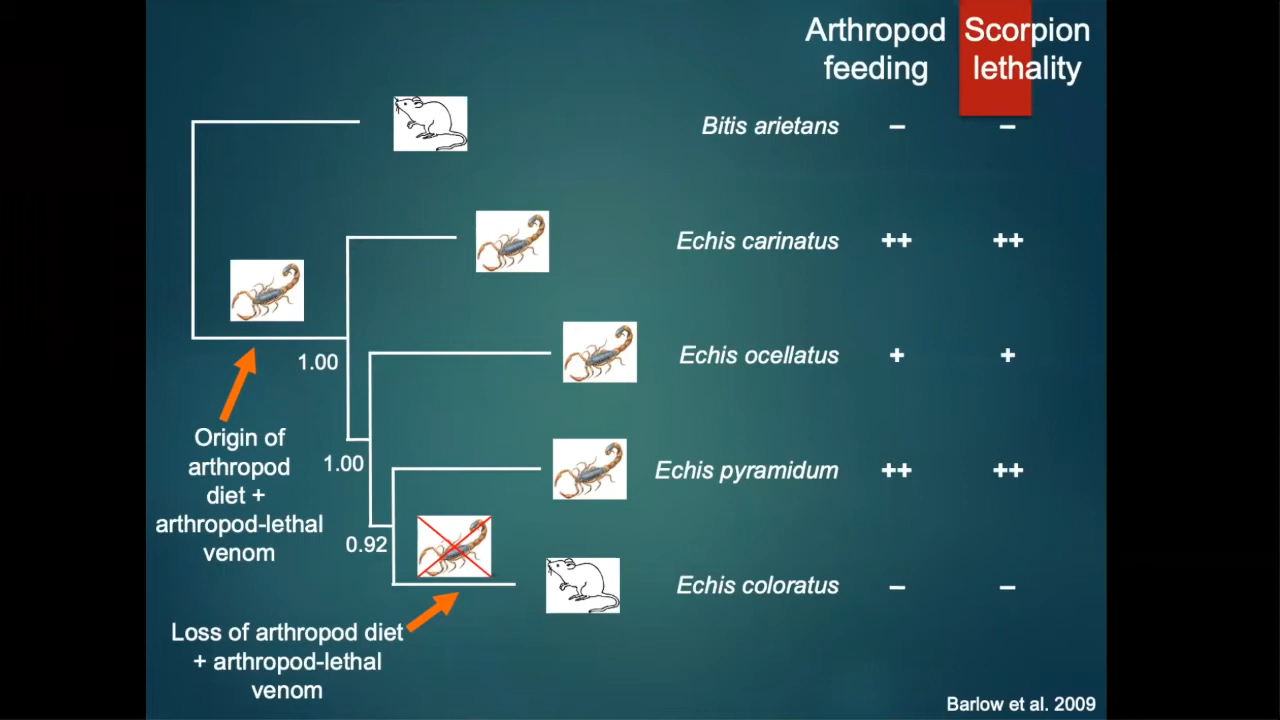 Arthropod feeding
Scorpion lethality
Bitis arietans – –
Echis carinatus ++ ++
1.00
Echis ocellatus + +
Origin of
arthropod
diet +
arthropod-lethal
venom
1.00
Echis pyramidum ++ ++
0.92
Echis coloratus – –
Loss of arthropod diet
+ arthropod-lethal
venom
Barlow et al. 2009